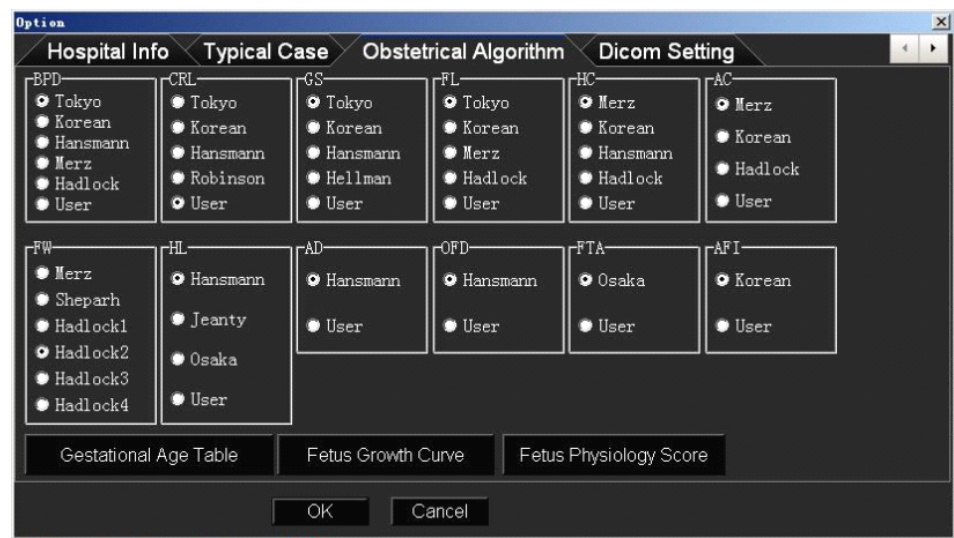 Option
Hospital Info Typical Case Obstetrical Algorithm Dicom Setting
BPD
Tokyo
Korean
Hansmann
Merz
Hadlock
User
CRL
Tokyo
Korean
Hansmann
Robinson
User
GS
Tokyo
Korean
Hansmann
Hellman
User
FL
Tokyo
Korean
Merz
Hadlock
User
HC
Merz
Korean
Hansmann
Hadlock
User
AC
Merz
Korean
Hadlock
User
FW
Merz
Sheparh
Hadlock1
Hadlock2
Hadlock3
Hadlock4
HL
Hansmann
Jeanty
Osaka
User
AD
Hansmann
User
OFD
Hansmann
User
FTA
Osaka
User
AFI
Korean
User
Gestational Age Table Fetus Growth Curve Fetus Physiology Score
OK Cancel